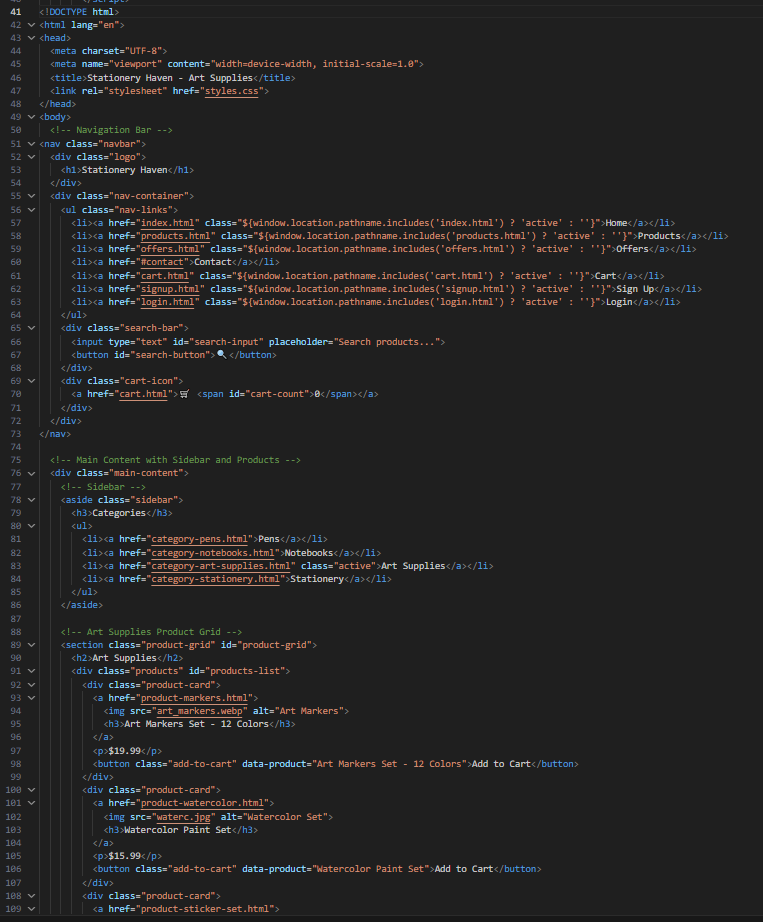 41 <!DOCTYPE html>
42 <html lang="en">
43 <head>
44 <meta charset="UTF-8">
45 <meta name="viewport" content="width=device-width, initial-scale=1.0">
46 <title>Stationery Haven - Art Supplies</title>
47 <link rel="stylesheet" href="styles.css">
48 </head>
49 <body>
50 <!-- Navigation Bar -->
51 <nav class="navbar">
52 <div class="logo">
53 <h1>Stationery Haven</h1>
54 </div>
55 <div class="nav-container">
56 <ul class="nav-links">
57 <li><a href="index.html" class="${window.location.pathname.includes('index.html') ? 'active' : ''}">Home</a></li>
58 <li><a href="products.html" class="${window.location.pathname.includes('products.html') ? 'active' : ''}">Products</a></li>
59 <li><a href="offers.html" class="${window.location.pathname.includes('offers.html') ? 'active' : ''}">Offers</a></li>
60 <li><a href="#contact">Contact</a></li>
61 <li><a href="cart.html" class="${window.location.pathname.includes('cart.html') ? 'active' : ''}">Cart</a></li>
62 <li><a href="signup.html" class="${window.location.pathname.includes('signup.html') ? 'active' : ''}">Sign Up</a></li>
63 <li><a href="login.html" class="${window.location.pathname.includes('login.html') ? 'active' : ''}">Login</a></li>
64 </ul>
65 <div class="search-bar">
66 <input type="text" id="search-input" placeholder="Search products...">
67 <button id="search-button">🔍</button>
68 </div>
69 <div class="cart-icon">
70 <a href="cart.html">🛒 <span id="cart-count">0</span></a>
71 </div>
72 </div>
73 </nav>
74
75 <!-- Main Content with Sidebar and Products -->
76 <div class="main-content">
77 <!-- Sidebar -->
78 <aside class="sidebar">
79 <h3>Categories</h3>
80 <ul>
81 <li><a href="category-pens.html">Pens</a></li>
82 <li><a href="category-notebooks.html">Notebooks</a></li>
83 <li><a href="category-art-supplies.html" class="active">Art Supplies</a></li>
84 <li><a href="category-stationery.html">Stationery</a></li>
85 </ul>
86 </aside>
87
88 <!-- Art Supplies Product Grid -->
89 <section class="product-grid" id="product-grid">
90 <h2>Art Supplies</h2>
91 <div class="products" id="products-list">
92 <div class="product-card">
93 <a href="product-markers.html">
94 <img src="art_markers.webp" alt="Art Markers">
95 <h3>Art Markers Set - 12 Colors</h3>
96 </a>
97 <p>$19.99</p>
98 <button class="add-to-cart" data-product="Art Markers Set - 12 Colors">Add to Cart</button>
99 </div>
100 <div class="product-card">
101 <a href="product-watercolor.html">
102 <img src="waterc.jpg" alt="Watercolor Set">
103 <h3>Watercolor Paint Set</h3>
104 </a>
105 <p>$15.99</p>
106 <button class="add-to-cart" data-product="Watercolor Paint Set">Add to Cart</button>
107 </div>
108 <div class="product-card">
109 <a href="product-sticker-set.html">